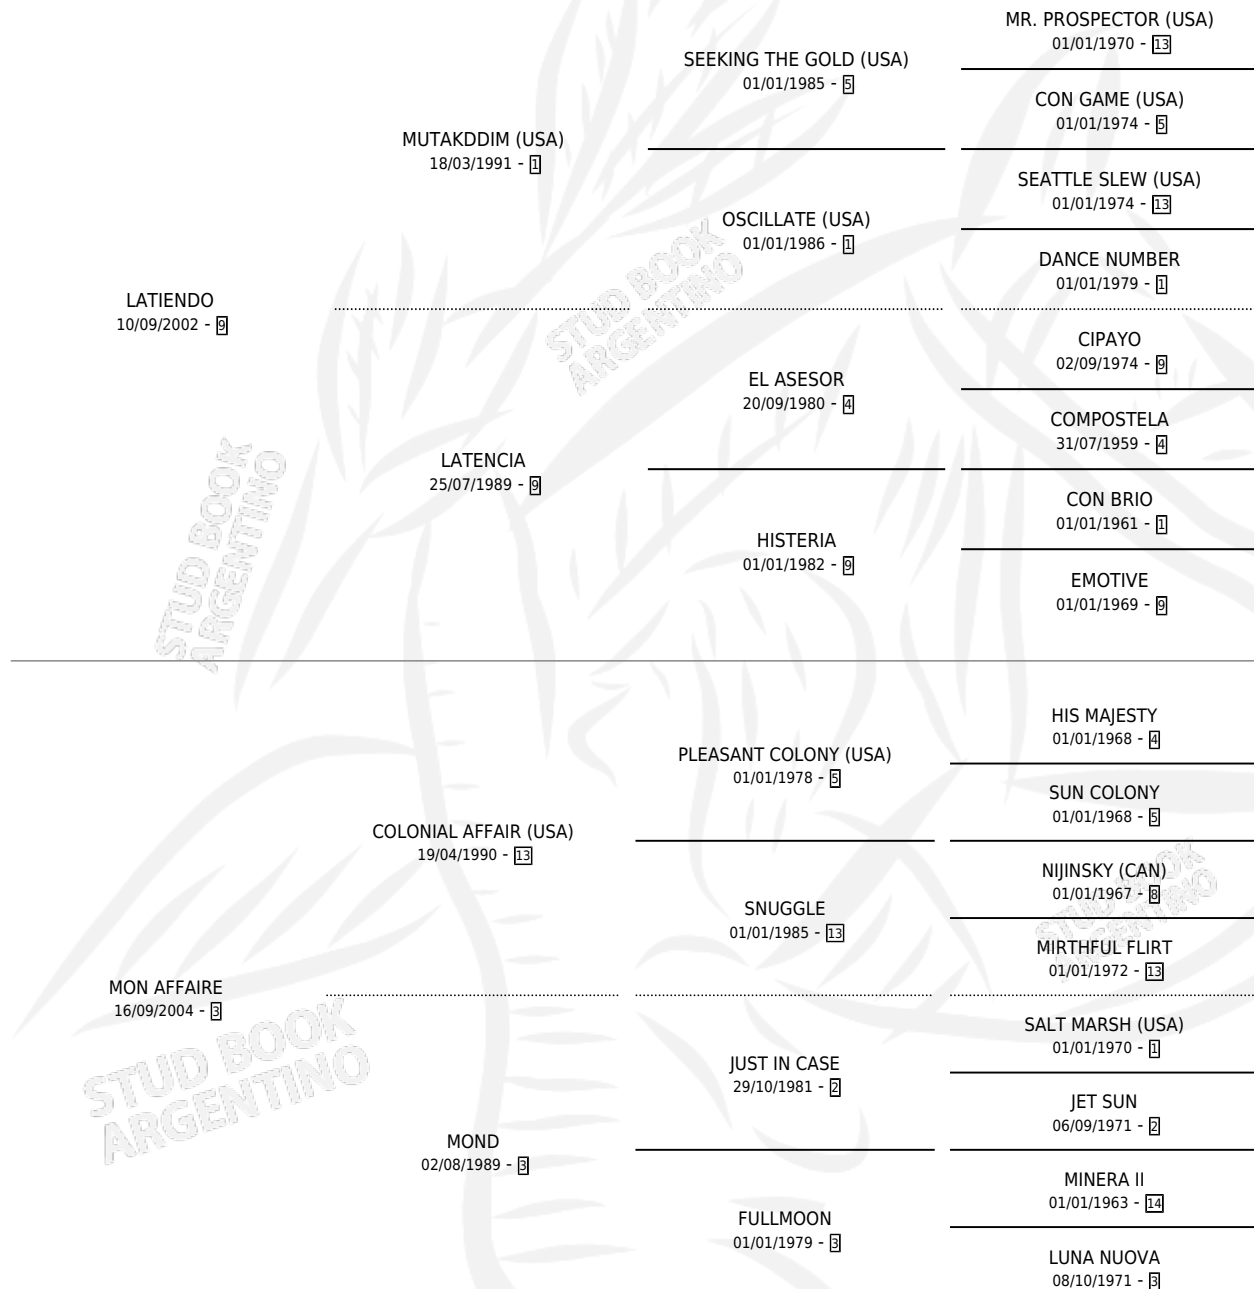 MR. PROSPECTOR (USA)
01/01/1970 - 13
SEEKING THE GOLD (USA)
01/01/1985 - 5
CON GAME (USA)
01/01/1974 - 5
MUTAKDDIM (USA)
18/03/1991 - 1
SEATTLE SLEW (USA)
01/01/1974 - 13
OSCILLATE (USA)
01/01/1986 - 1
DANCE NUMBER
01/01/1979 - 1
LATIENDO
10/09/2002 - 9
CIPAYO
02/09/1974 - 9
EL ASESOR
20/09/1980 - 4
COMPOSTELA
31/07/1959 - 4
LATENCIA
25/07/1989 - 9
CON BRIO
01/01/1961 - 1
HISTERIA
01/01/1982 - 9
EMOTIVE
01/01/1969 - 9
HIS MAJESTY
01/01/1968 - 4
PLEASANT COLONY (USA)
01/01/1978 - 5
SUN COLONY
01/01/1968 - 5
COLONIAL AFFAIR (USA)
19/04/1990 - 13
NIJINSKY (CAN)
01/01/1967 - 8
SNUGGLE
01/01/1985 - 13
MIRTHFUL FLIRT
01/01/1972 - 13
MON AFFAIRE
16/09/2004 - 3
SALT MARSH (USA)
01/01/1970 - 1
JUST IN CASE
29/10/1981 - 2
JET SUN
06/09/1971 - 2
MOND
02/08/1989 - 3
MINERA II
01/01/1963 - 14
FULLMOON
01/01/1979 - 3
LUNA NUOVA
08/10/1971 - 3
STUD BOOK
ARGENTINO
STUD BOOK
ARGENTINO
STUD BOOK
ARGENTINO
STUD BOOK
ARGENTINO